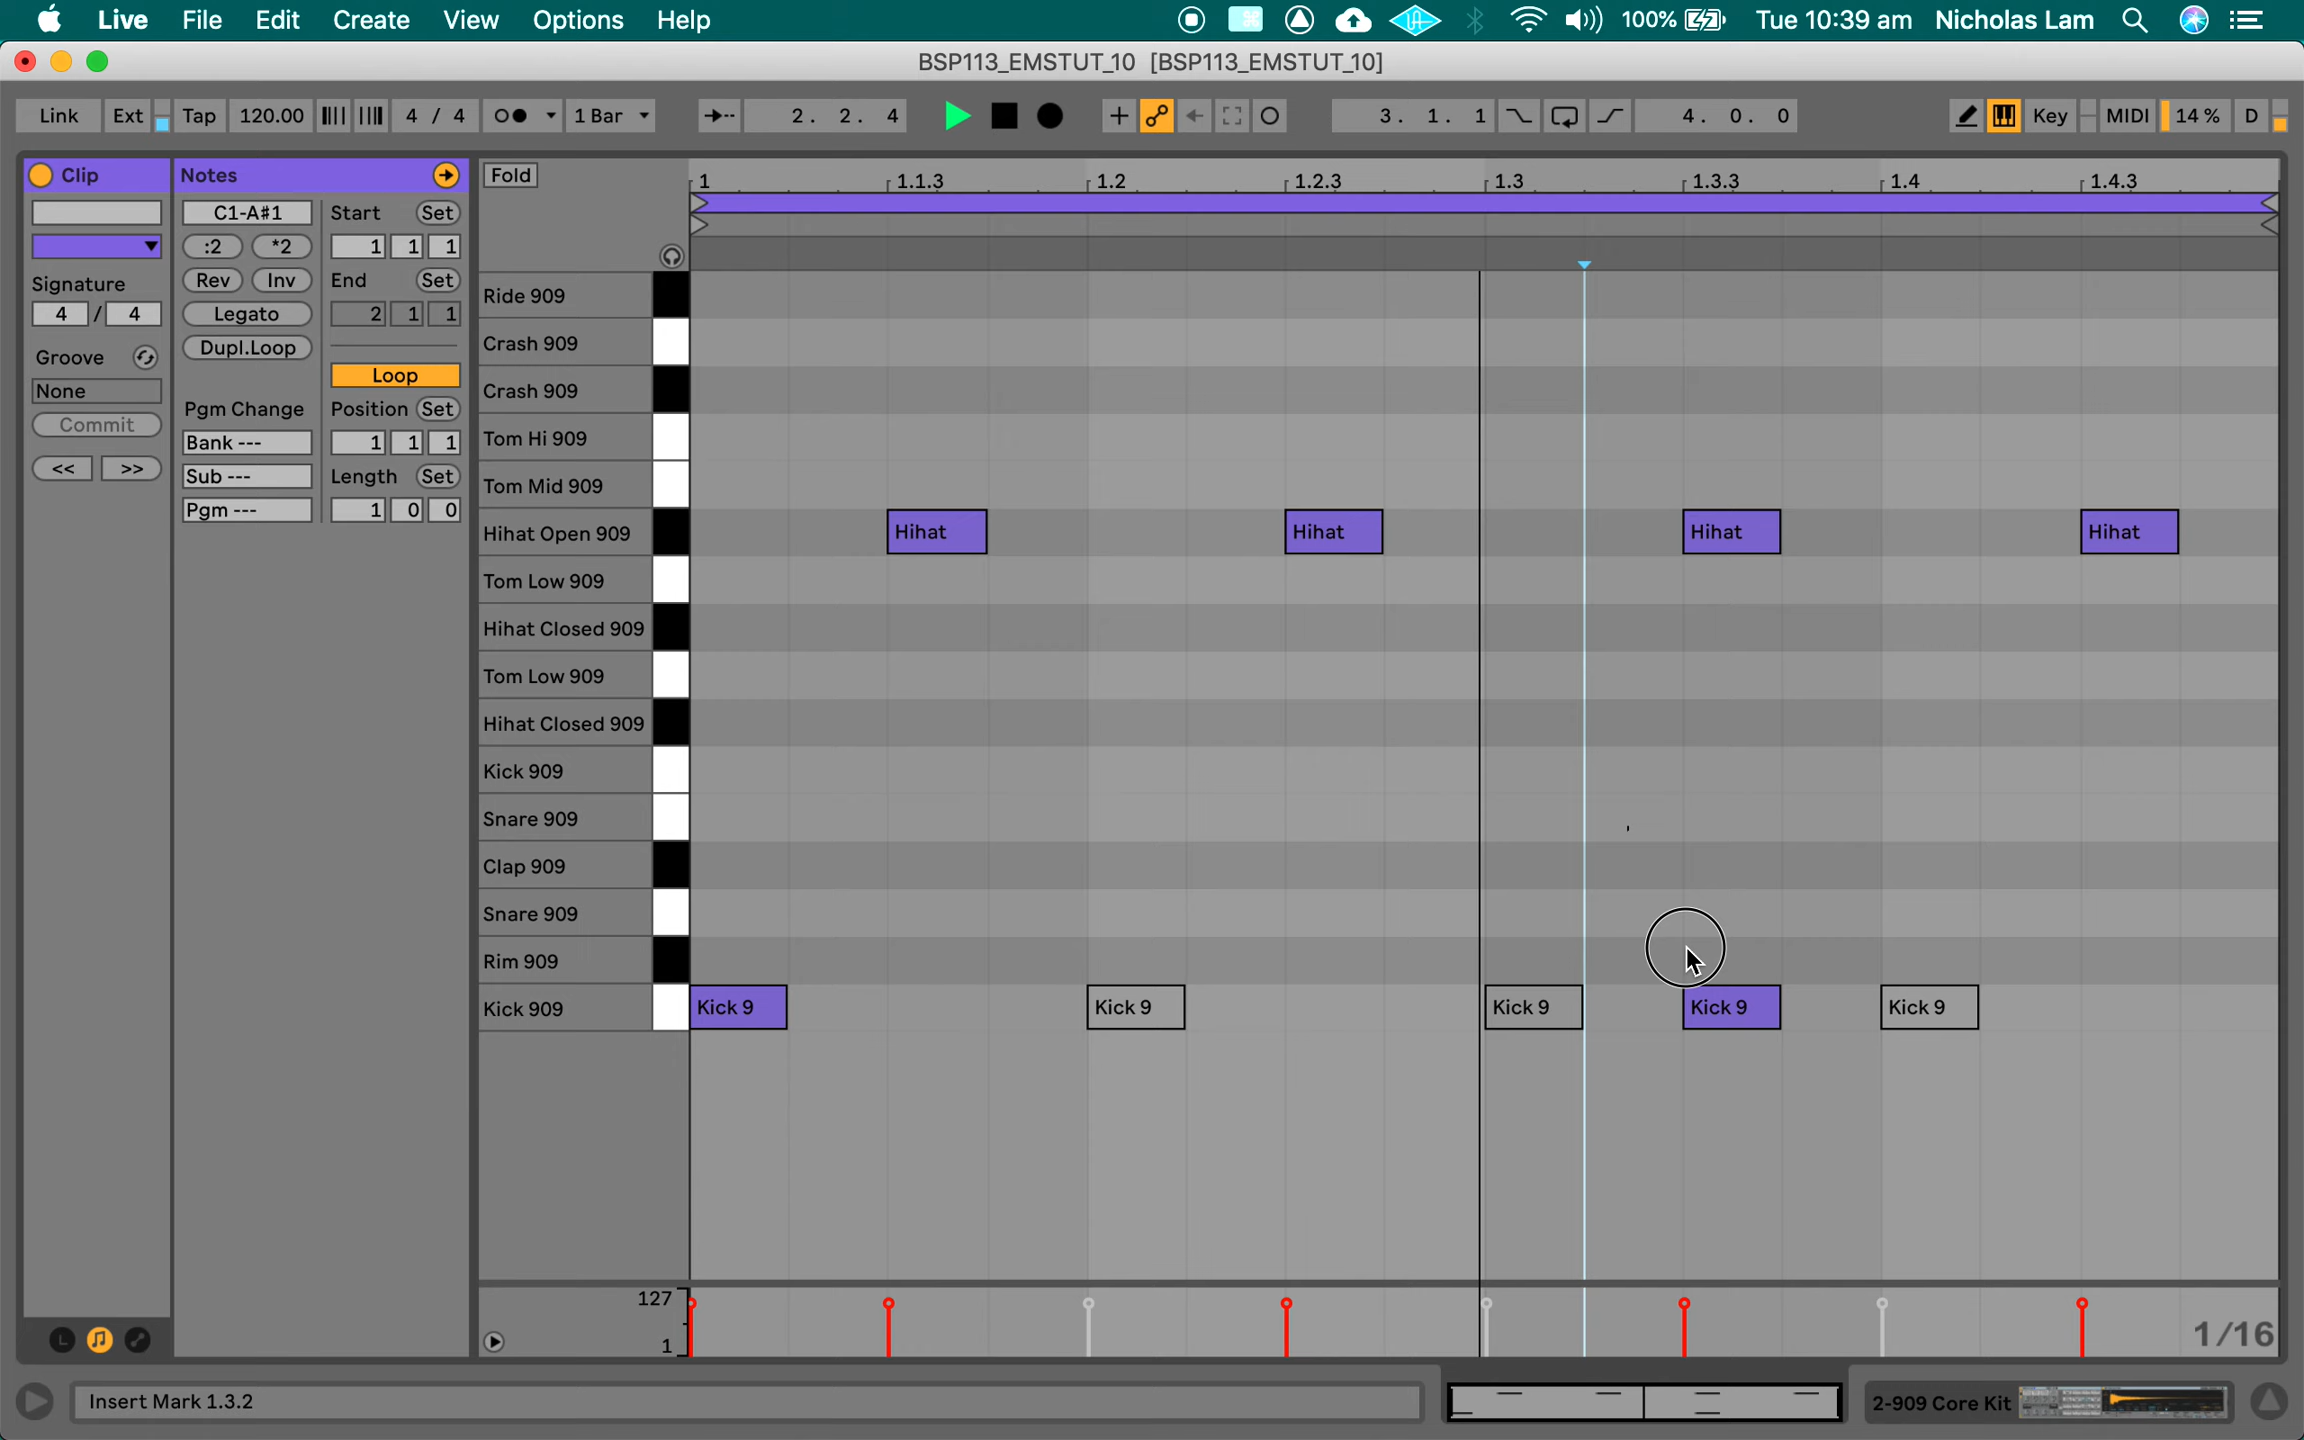 Live File Edit Create View Options Help 100% Tue 10:39 am Nicholas Lam
BSP113_EMSTUT_10 [BSP113_EMSTUT_10]
Link Ext Tap 120.00 4 / 4 1 Bar 2. 2. 4 3. 1. 1 4. 0. 0 Key MIDI 14 % D
Clip Notes Fold 1 1.1.3 1.2 1.2.3 1.3 1.3.3 1.4 1.4.3
C1-A#1 Start Set
:2 *2 1 1 1
Signature Rev Inv End Set
4 / 4 Legato 2 1 1
Groove Dupl.Loop
None Loop
Commit Pgm Change Position Set
<< >> Bank --- 1 1 1
Sub --- Length Set
Pgm --- 1 0 0
Ride 909
Crash 909
Crash 909
Tom Hi 909
Tom Mid 909
Hihat Open 909 Hihat Hihat Hihat Hihat
Tom Low 909
Hihat Closed 909
Tom Low 909
Hihat Closed 909
Kick 909
Snare 909
Clap 909
Snare 909
Rim 909
Kick 909 Kick 9 Kick 9 Kick 9 Kick 9 Kick 9
127
1 1/16
L
Insert Mark 1.3.2 2-909 Core Kit